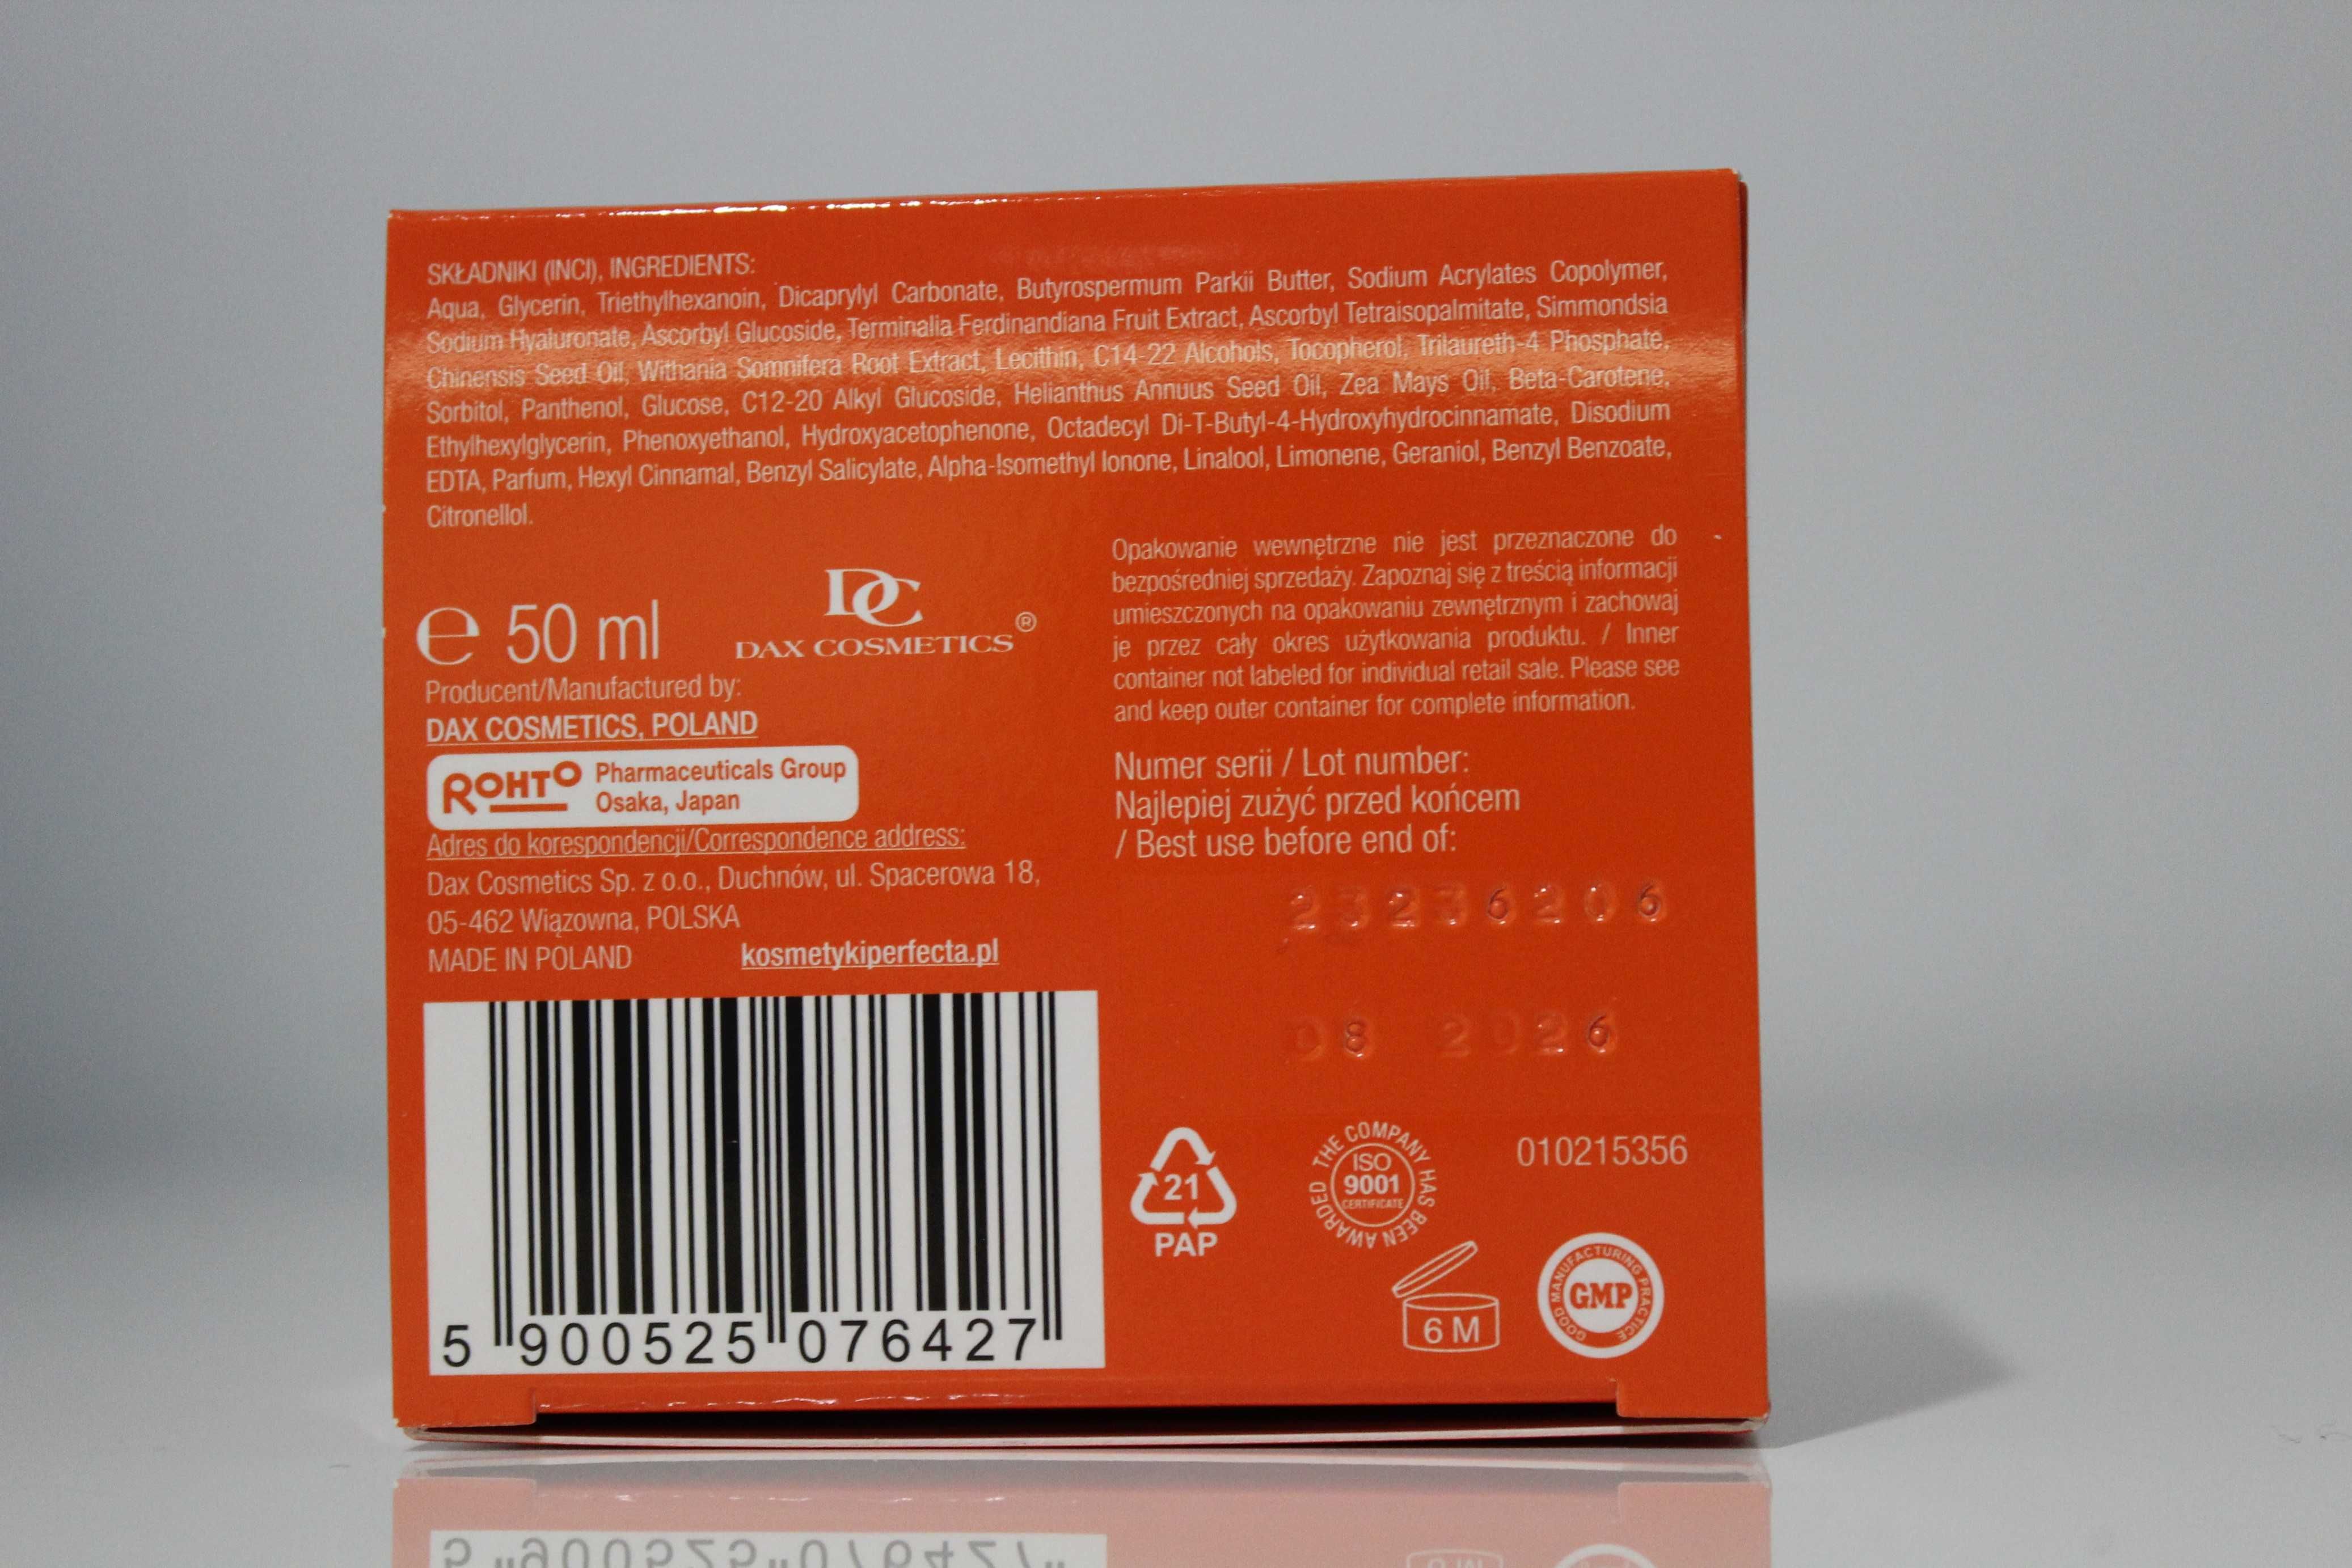 SKŁADNIKI (INCI), INGREDIENTS:
Aqua, Glycerin, Triethylhexanoin, Dicaprylyl Carbonate, Butyrospermum Parkii Butter, Sodium Acrylates Copolymer,
Sodium Hyaluronate, Ascorbyl Glucoside, Terminalia Ferdinandiana Fruit Extract, Ascorbyl Tetraisopalmitate, Simmondsia
Chinensis Seed Oil, Withania Somnifera Root Extract, Lecithin, C14-22 Alcohols, Tocopherol, Trilaureth-4 Phosphate,
Sorbitol, Panthenol, Glucose, C12-20 Alkyl Glucoside, Helianthus Annuus Seed Oil, Zea Mays Oil, Beta-Carotene,
Ethylhexylglycerin, Phenoxyethanol, Hydroxyacetophenone, Octadecyl Di-T-Butyl-4-Hydroxyhydrocinnamate, Disodium
EDTA, Parfum, Hexyl Cinnamal, Benzyl Salicylate, Alpha-Isomethyl Ionone, Linalool, Limonene, Geraniol, Benzyl Benzoate,
Citronellol.
℮ 50 ml
DC
DAX COSMETICS®
Producent/Manufactured by:
DAX COSMETICS, POLAND
ROHTO Pharmaceuticals Group
Osaka, Japan
Adres do korespondencji/Correspondence address:
Dax Cosmetics Sp. z o.o., Duchnów, ul. Spacerowa 18,
05-462 Wiązowna, POLSKA
MADE IN POLAND kosmetykiperfecta.pl
5 900525 076427
Opakowanie wewnętrzne nie jest przeznaczone do
bezpośredniej sprzedaży. Zapoznaj się z treścią informacji
umieszczonych na opakowaniu zewnętrznym i zachowaj
je przez cały okres użytkowania produktu. / Inner
container not labeled for individual retail sale. Please see
and keep outer container for complete information.
Numer serii / Lot number:
Najlepiej zużyć przed końcem
/ Best use before end of:
23236206
08 2026
21
PAP
THE COMPANY HAS BEEN AWARDED
ISO
9001
CERTIFICATE
010215356
6 M
GOOD MANUFACTURING PRACTICE
GMP